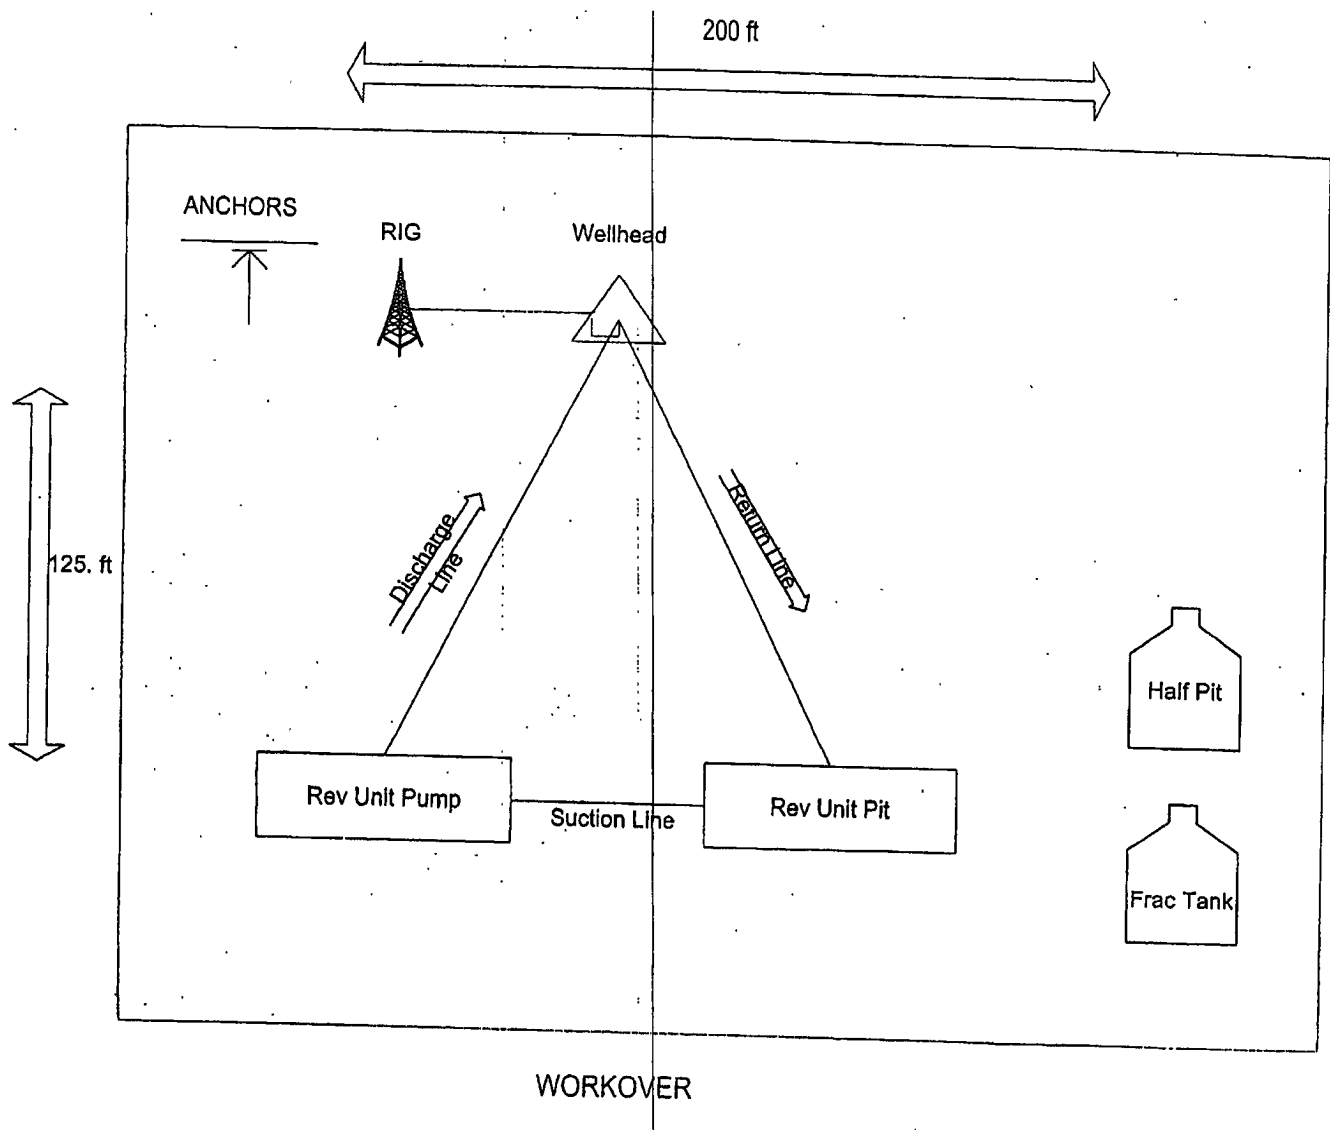 200 ft
ANCHORS
RIG
Wellhead
125. ft
Discharge
Line
Return Line
Half Pit
Rev Unit Pump
Suction Line
Rev Unit Pit
Frac Tank
WORKOVER